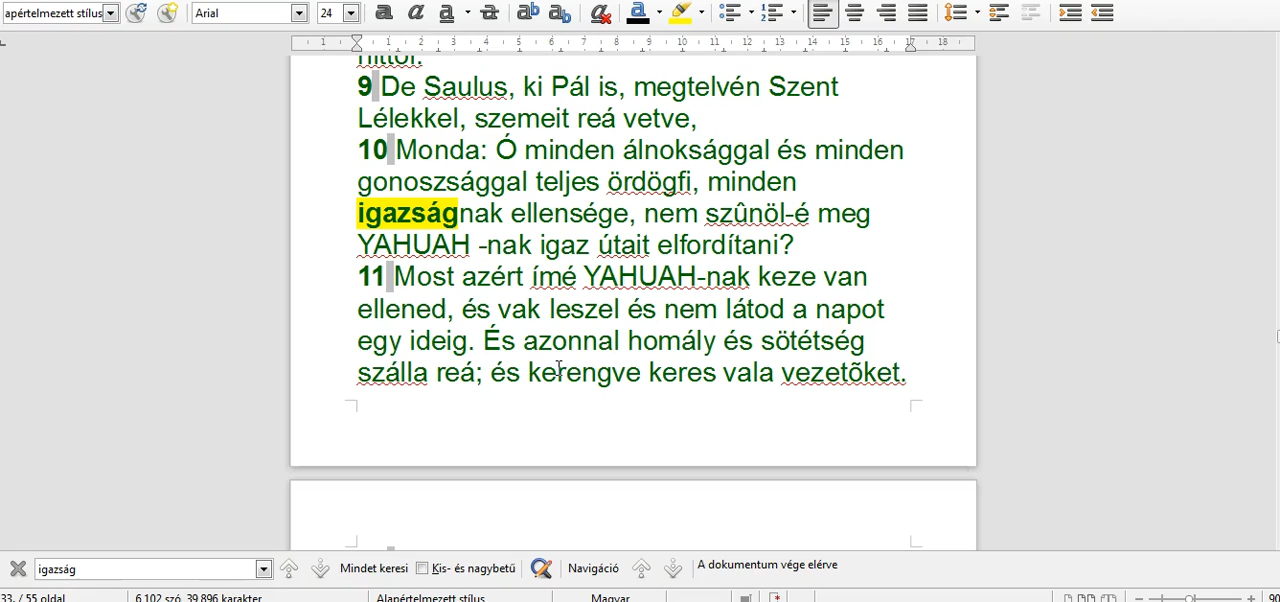 apértelmezett stílus Arial 24
1 1 2 3 4 5 6 7 8 9 10 11 12 13 14 15 16 17 18
hittől.
9 De Saulus, ki Pál is, megtelvén Szent
Lélekkel, szemeit reá vetve,
10 Monda: Ó minden álnoksággal és minden
gonoszsággal teljes ördögfi, minden
igazságnak ellensége, nem szûnöl-é meg
YAHUAH -nak igaz útait elfordítani?
11 Most azért ímé YAHUAH-nak keze van
ellened, és vak leszel és nem látod a napot
egy ideig. És azonnal homály és sötétség
szálla reá; és kerengve keres vala vezetõket.
igazság Mindet keresi Kis- és nagybetű Navigáció A dokumentum vége elérve
33. / 55 oldal 6 102 szó, 39 896 karakter Alapértelmezett stílus Magyar 90